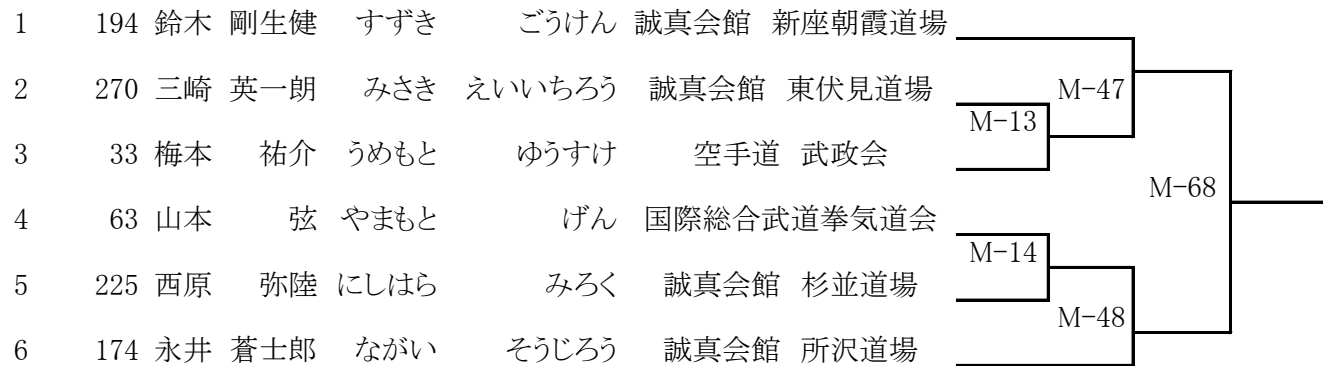 1 194 鈴木 剛生健 すずき ごうけん 誠真会館 新座朝霞道場
2 270 三崎 英一朗 みさき えいいちろう 誠真会館 東伏見道場
M-47
M-13
3 33 梅本 祐介 うめもと ゆうすけ 空手道 武政会
M-68
4 63 山本 弦 やまもと げん 国際総合武道拳気道会
M-14
5 225 西原 弥陸 にしはら みろく 誠真会館 杉並道場
M-48
6 174 永井 蒼士郎 ながい そうじろう 誠真会館 所沢道場